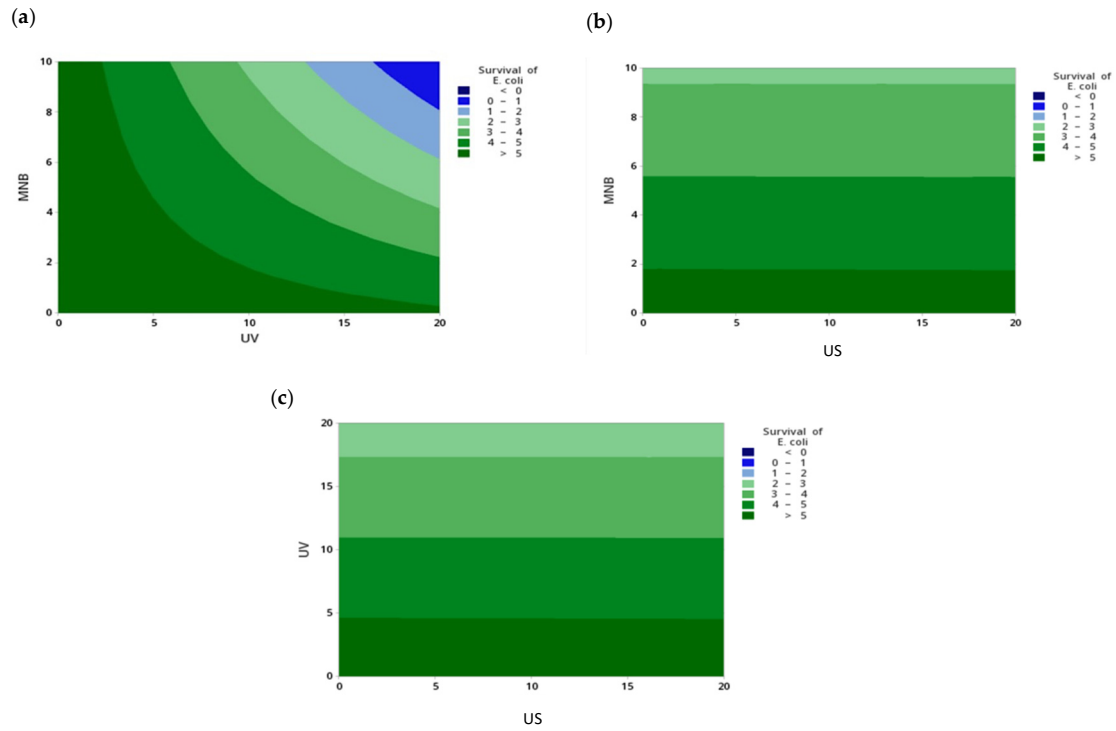 (a)
10
8
6
4
2
0
MNB
0 5 10 15 20
UV
Survival of
E. coli
< 0
0 – 1
1 – 2
2 – 3
3 – 4
4 – 5
> 5
(b)
10
8
6
4
2
0
MNB
0 5 10 15 20
US
Survival of
E. coli
< 0
0 – 1
1 – 2
2 – 3
3 – 4
4 – 5
> 5
(c)
20
15
10
5
0
UV
0 5 10 15 20
US
Survival of
E. coli
< 0
0 – 1
1 – 2
2 – 3
3 – 4
4 – 5
> 5